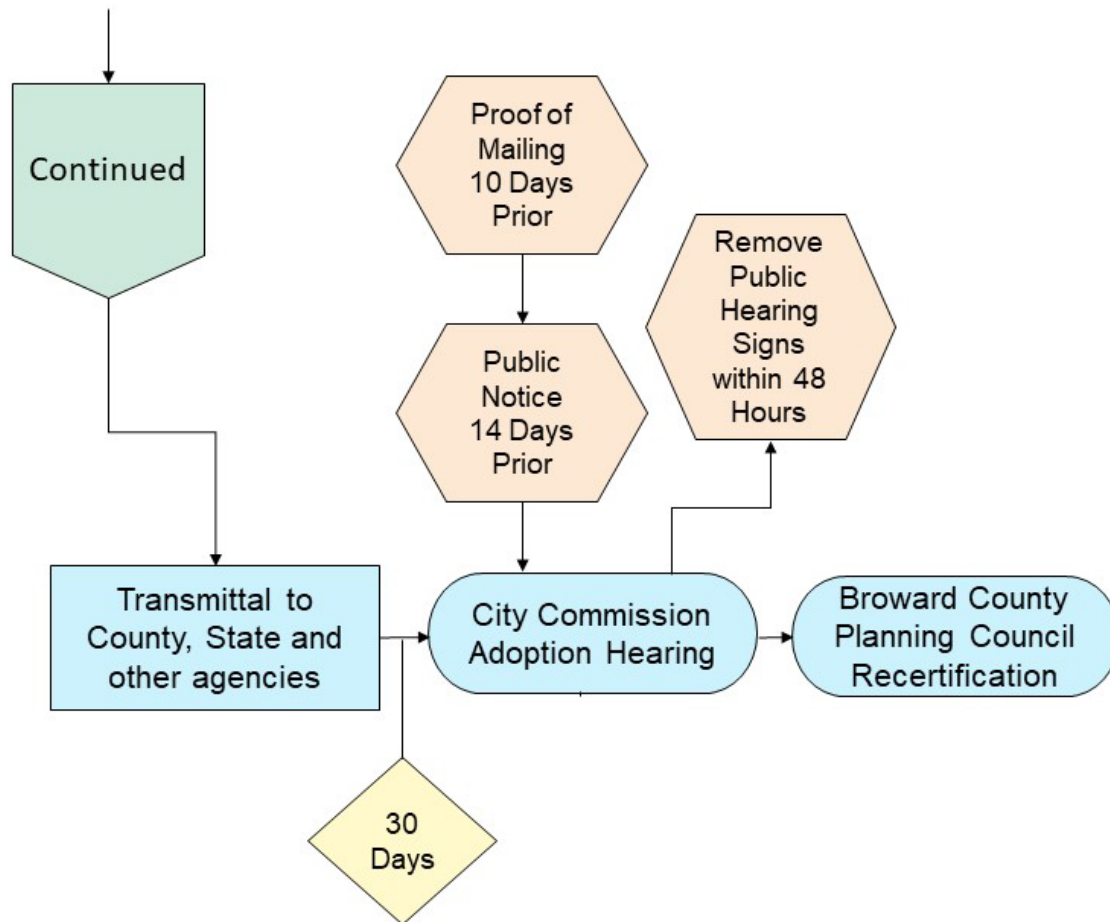 Continued
Proof of
Mailing
10 Days
Prior
Remove
Public
Hearing
Signs
within 48
Hours
Public
Notice
14 Days
Prior
Transmittal to
County, State and
other agencies
City Commission
Adoption Hearing
Broward County
Planning Council
Recertification
30
Days